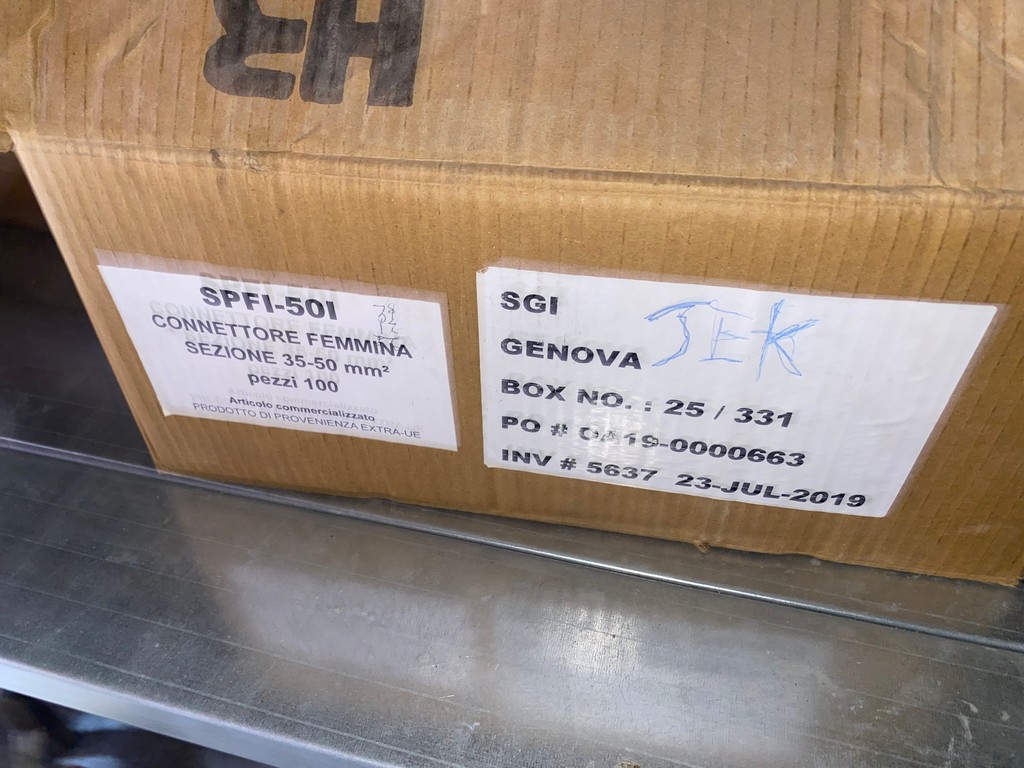 SPFI-50I
CONNETTORE FEMMINA
SEZIONE 35-50 mm²
pezzi 100
Articolo commercializzato
PRODOTTO DI PROVENIENZA EXTRA-UE
SGI
GENOVA
BOX NO. : 25 / 331
PO # OA19-0000663
INV # 5637 23-JUL-2019